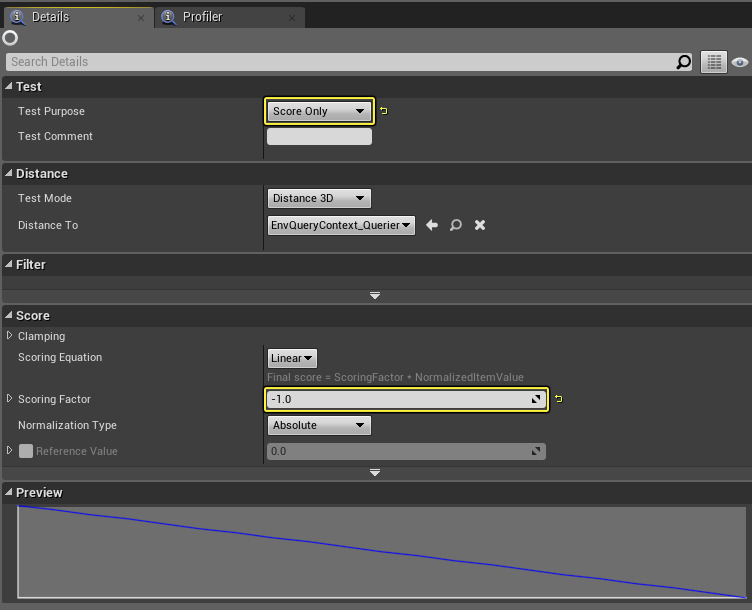 Details
Profiler
Search Details
Test
Test Purpose Score Only
Test Comment
Distance
Test Mode Distance 3D
Distance To EnvQueryContext_Querier
Filter
Score
Clamping
Scoring Equation Linear
Final score = ScoringFactor * NormalizedItemValue
Scoring Factor -1.0
Normalization Type Absolute
Reference Value 0.0
Preview